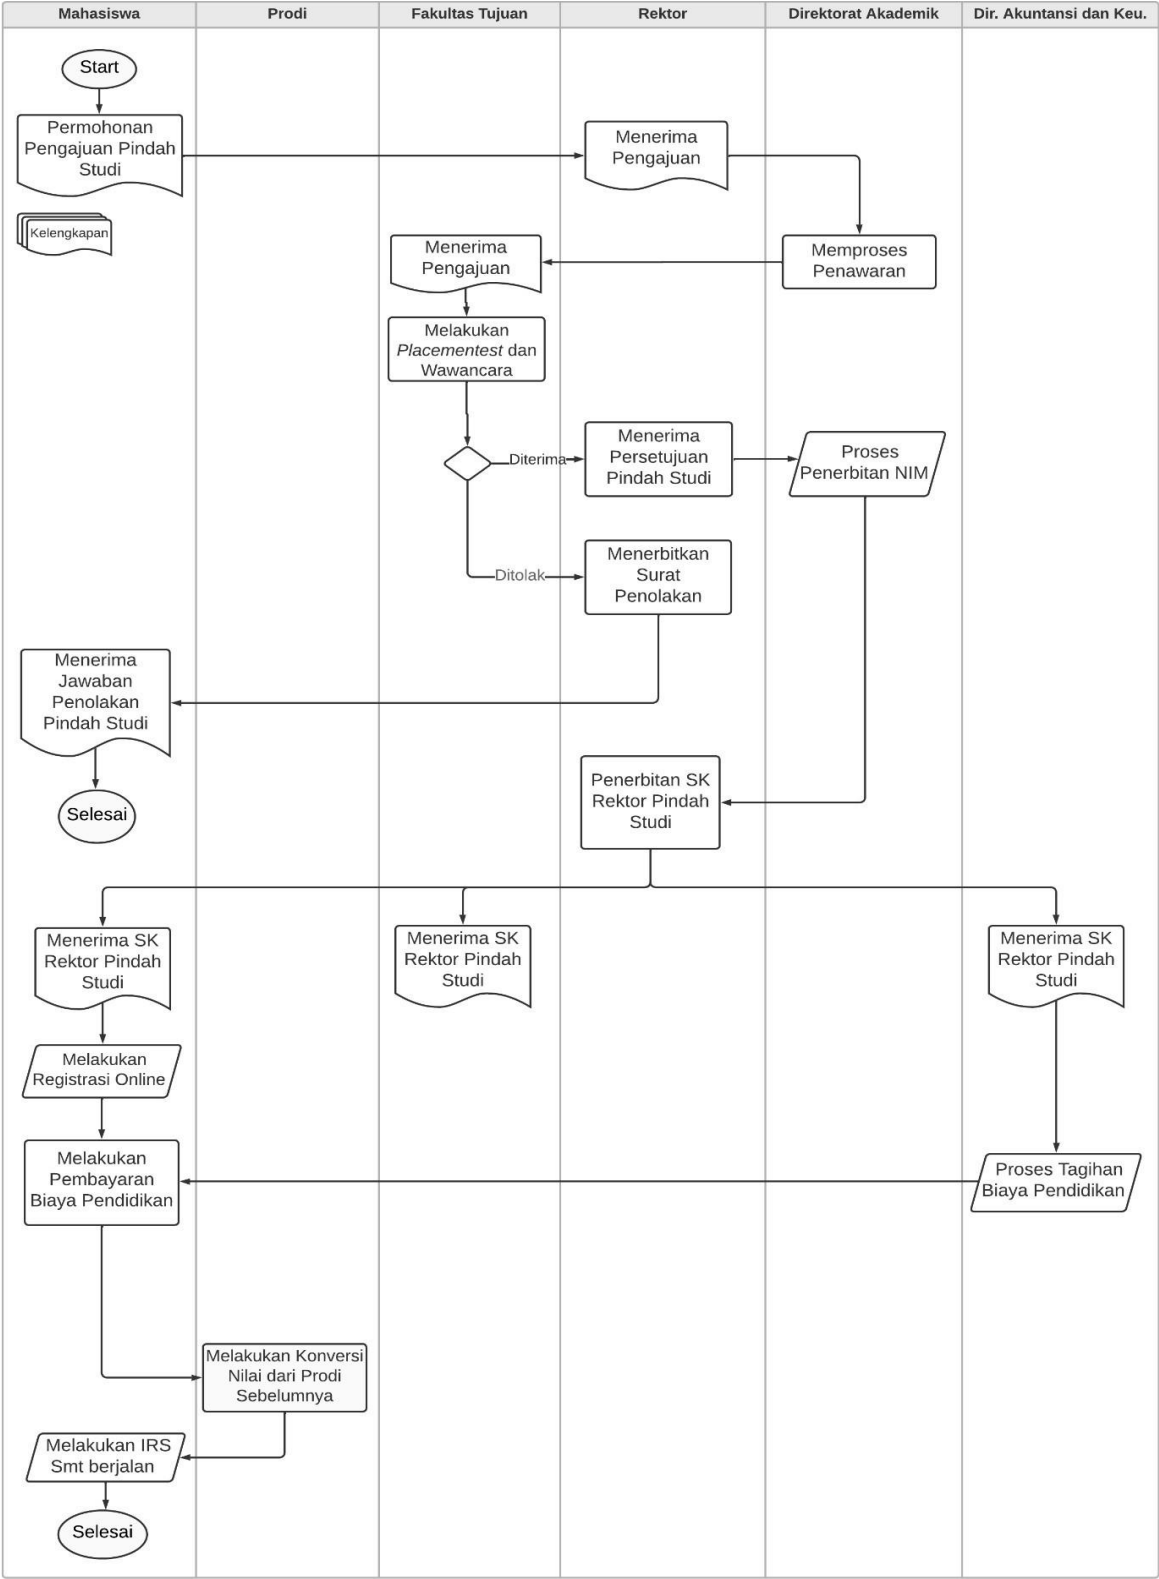 Mahasiswa
Prodi
Fakultas Tujuan
Rektor
Direktorat Akademik
Dir. Akuntansi dan Keu.
Start
Permohonan
Pengajuan Pindah
Studi
Menerima
Pengajuan
Kelengkapan
Memproses
Penawaran
Menerima
Pengajuan
Melakukan
Placementest dan
Wawancara
Diterima
Menerima
Persetujuan
Pindah Studi
Proses
Penerbitan NIM
Ditolak
Menerbitkan
Surat
Penolakan
Menerima
Jawaban
Penolakan
Pindah Studi
Selesai
Penerbitan SK
Rektor Pindah
Studi
Menerima SK
Rektor Pindah
Studi
Menerima SK
Rektor Pindah
Studi
Menerima SK
Rektor Pindah
Studi
Melakukan
Registrasi Online
Melakukan
Pembayaran
Biaya Pendidikan
Proses Tagihan
Biaya Pendidikan
Melakukan Konversi
Nilai dari Prodi
Sebelumnya
Melakukan IRS
Smt berjalan
Selesai